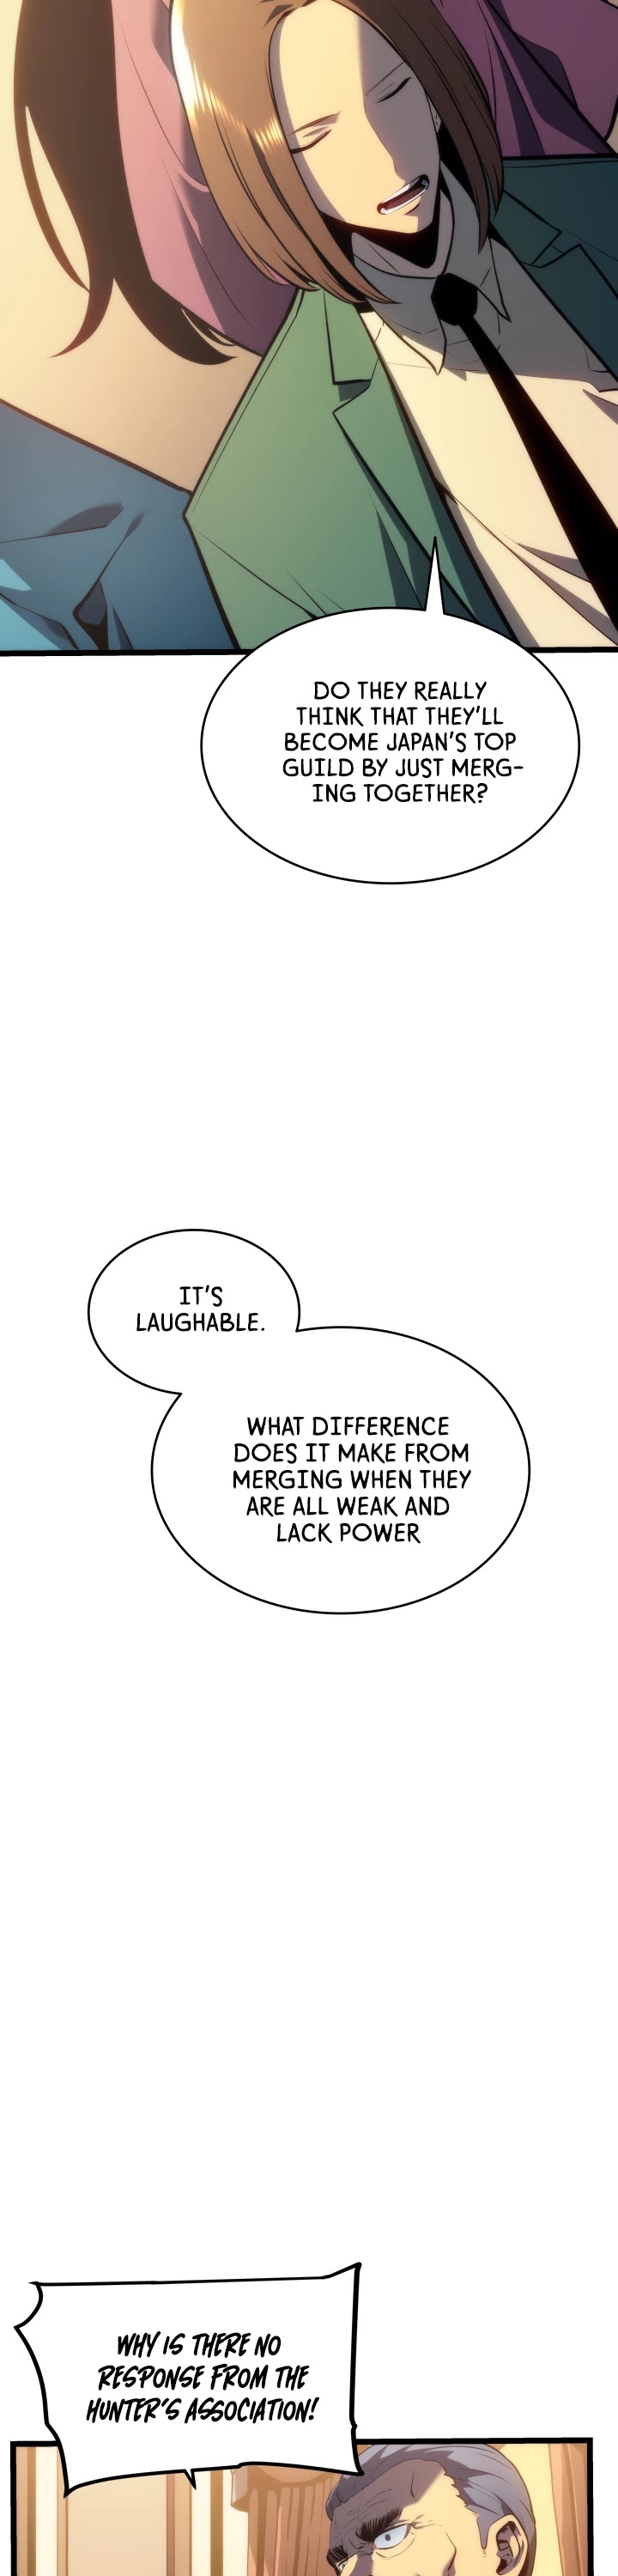 DO THEY REALLY
THINK THAT THEY'LL
BECOME JAPAN'S TOP
GUILD BY JUST MERG-
ING TOGETHER?
IT'S
LAUGHABLE.
WHAT DIFFERENCE
DOES IT MAKE FROM
MERGING WHEN THEY
ARE ALL WEAK AND
LACK POWER
WHY IS THERE NO
RESPONSE FROM THE
HUNTER'S ASSOCIATION!